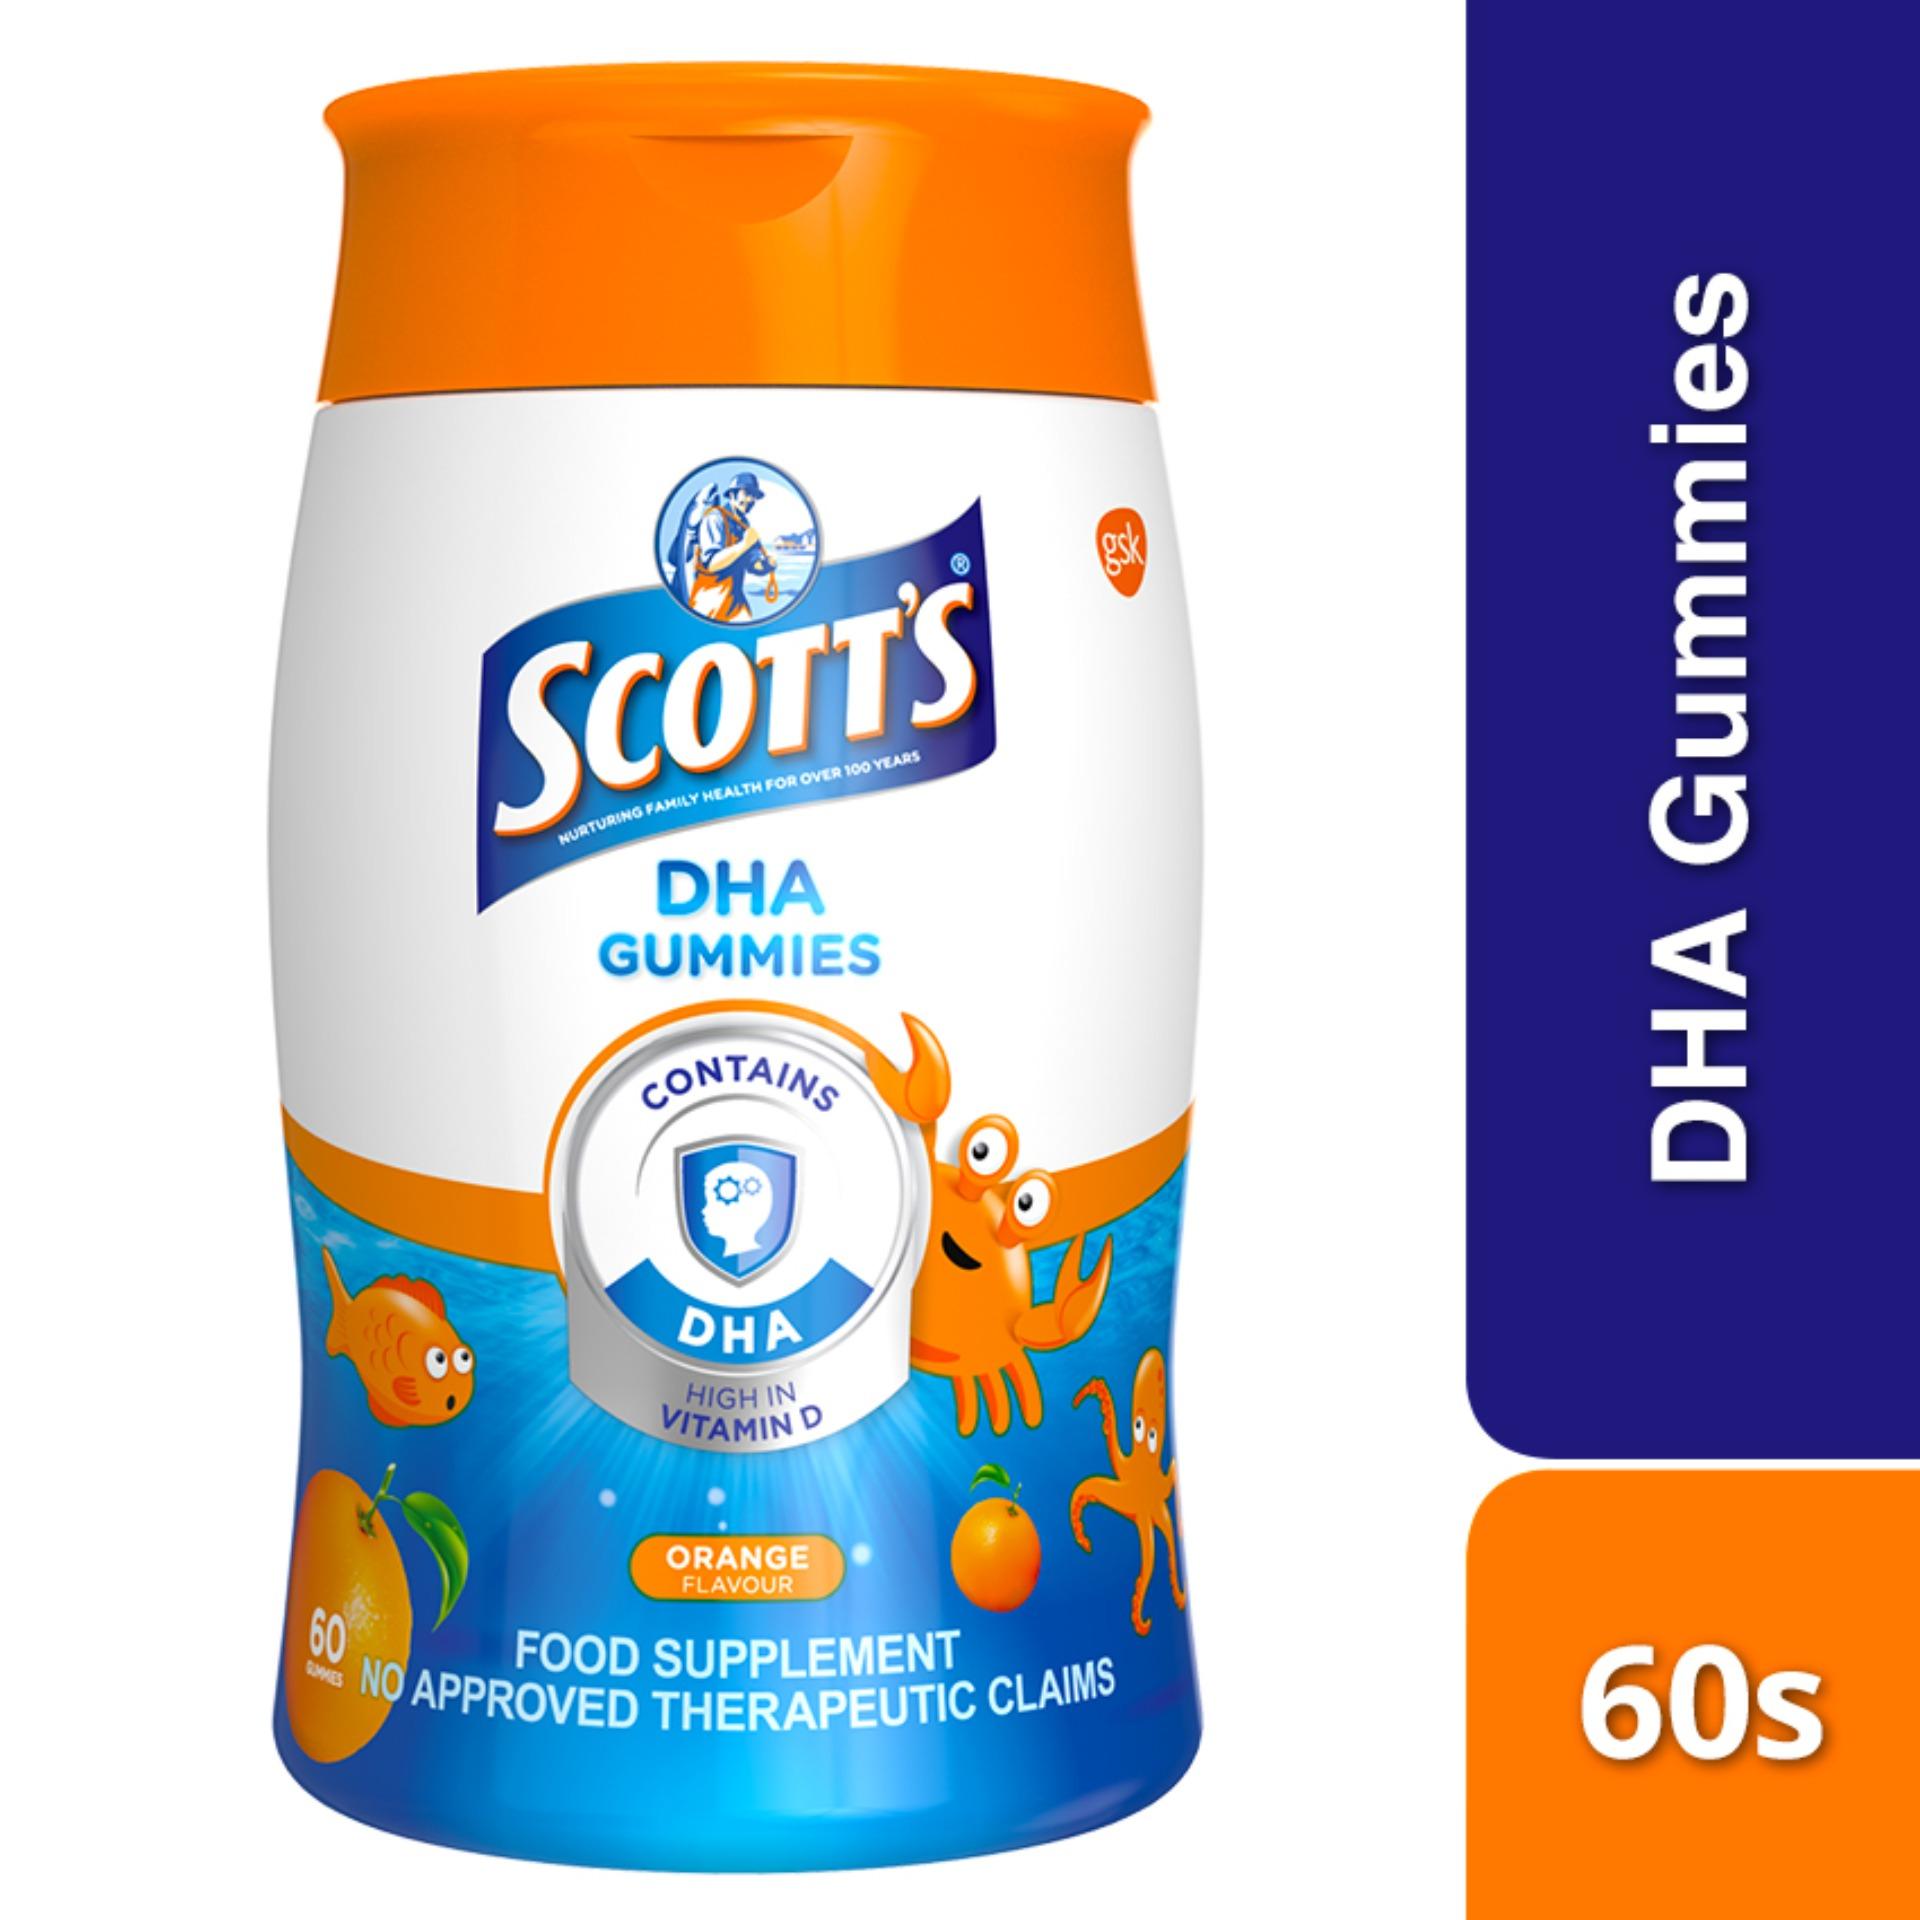 SCOTT'S®
NURTURING FAMILY HEALTH FOR OVER 100 YEARS
gsk
DHA
GUMMIES
CONTAINS
DHA
HIGH IN
VITAMIN D
ORANGE
FLAVOUR
60
GUMMIES
FOOD SUPPLEMENT
NO APPROVED THERAPEUTIC CLAIMS
DHA Gummies
60s